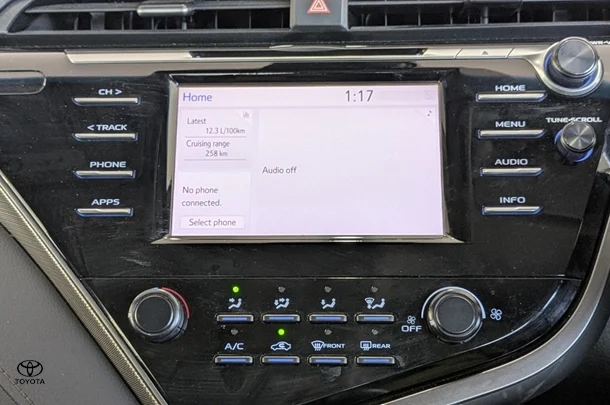 CH >
HOME
Home
1:17
Latest
12.3 L/100km
Cruising range
258 km
< TRACK
MENU
TUNE•SCROLL
PHONE
AUDIO
Audio off
No phone
connected.
APPS
INFO
Select phone
OFF
A/C
/FRONT
REAR
TOYOTA